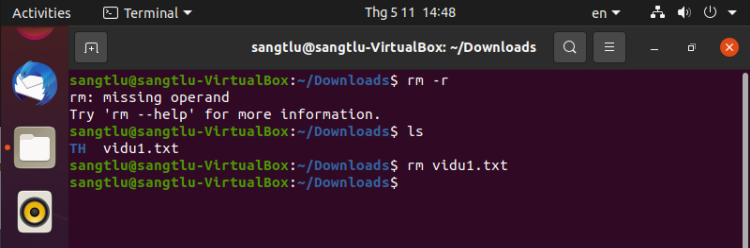 Activities Terminal Thg 5 11 14:48 en
sangtlu@sangtlu-VirtualBox: ~/Downloads
sangtlu@sangtlu-VirtualBox:~/Downloads$ rm -r
rm: missing operand
Try 'rm --help' for more information.
sangtlu@sangtlu-VirtualBox:~/Downloads$ ls
TH  vidu1.txt
sangtlu@sangtlu-VirtualBox:~/Downloads$ rm vidu1.txt
sangtlu@sangtlu-VirtualBox:~/Downloads$